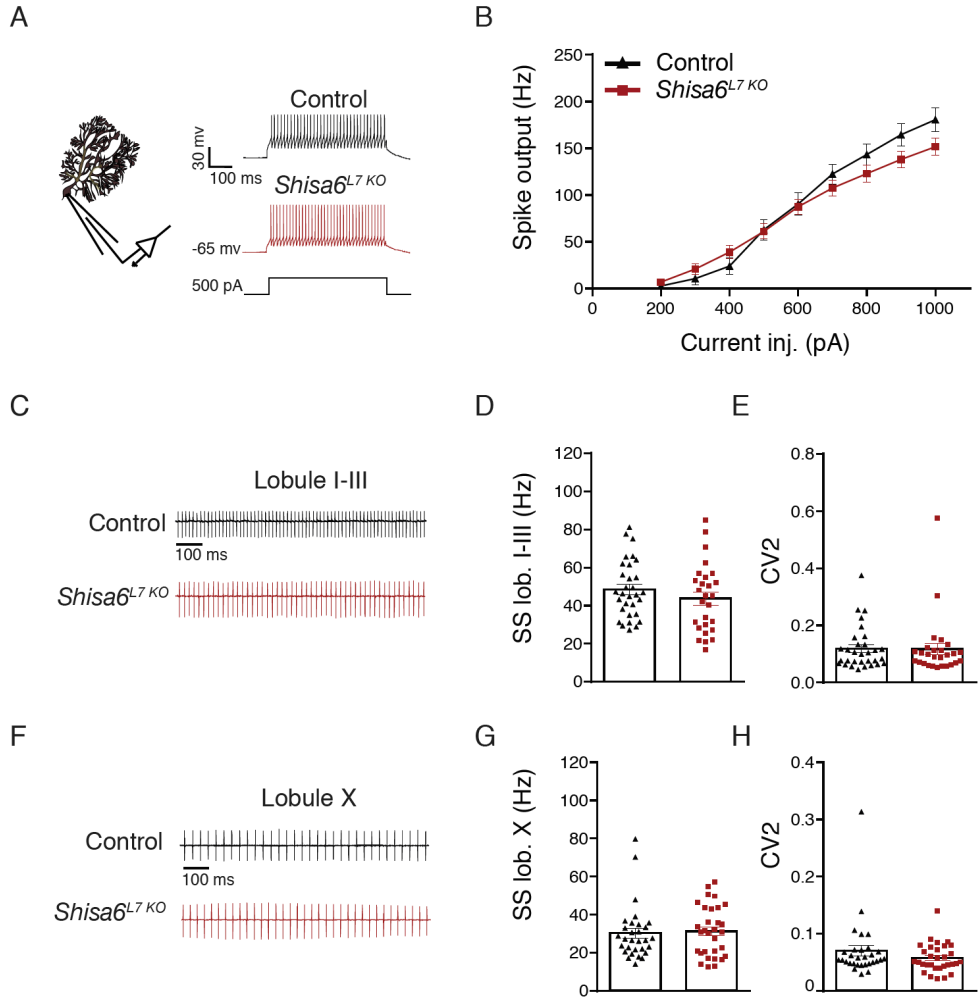 A
Control
30 mv
100 ms
Shisa6L7 KO
-65 mv
500 pA
B
Spike output (Hz)
250
200
150
100
50
0
Control
Shisa6L7 KO
0
200
400
600
800
1000
Current inj. (pA)
C
Lobule I-III
Control
100 ms
Shisa6L7 KO
D
SS lob. I-III (Hz)
120
100
80
60
40
20
0
E
CV2
0.8
0.6
0.4
0.2
0.0
F
Lobule X
Control
100 ms
Shisa6L7 KO
G
SS lob. X (Hz)
120
100
80
60
40
20
0
H
CV2
0.4
0.3
0.2
0.1
0